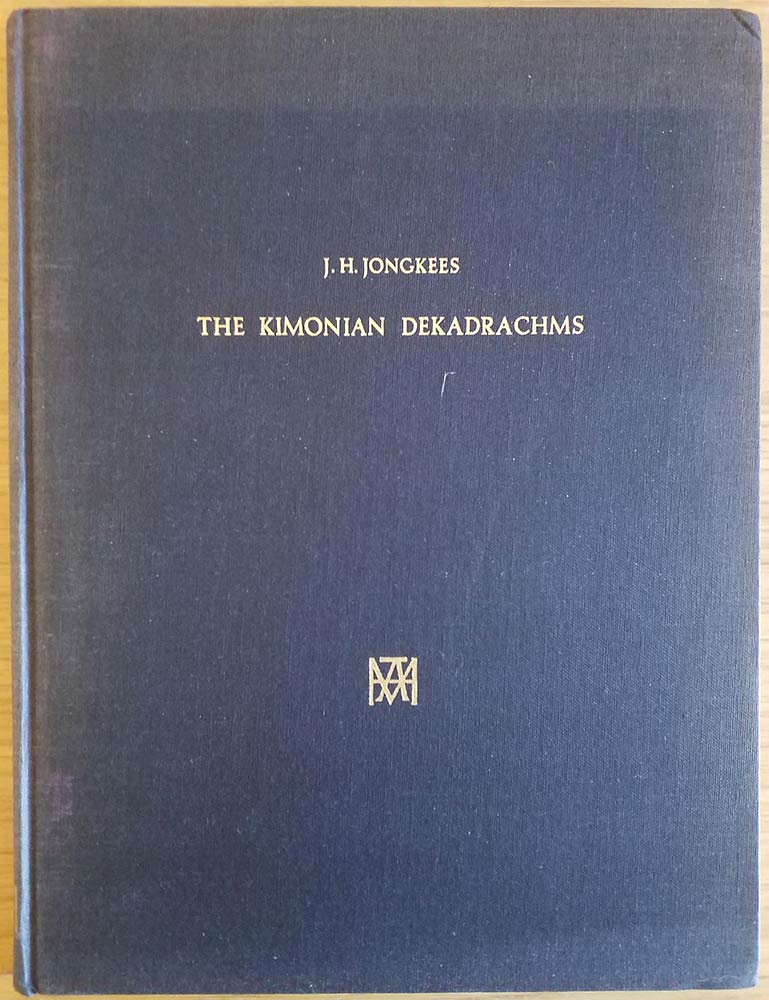 J. H. JONGKEES
THE KIMONIAN DEKADRACHMS